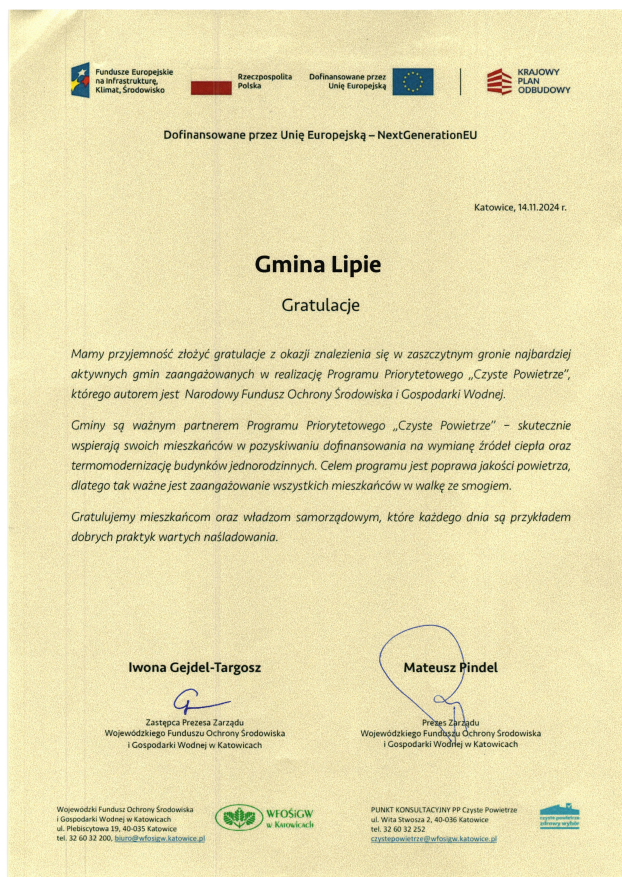 Fundusze Europejskie
na Infrastrukturę,
Klimat, Środowisko
Rzeczpospolita
Polska
Dofinansowane przez
Unię Europejską
KRAJOWY
PLAN
ODBUDOWY
Dofinansowane przez Unię Europejską – NextGenerationEU
Katowice, 14.11.2024 r.
Gmina Lipie
Gratulacje
Mamy przyjemność złożyć gratulacje z okazji znalezienia się w zaszczytnym gronie najbardziej
aktywnych gmin zaangażowanych w realizację Programu Priorytetowego „Czyste Powietrze”,
którego autorem jest Narodowy Fundusz Ochrony Środowiska i Gospodarki Wodnej.
Gminy są ważnym partnerem Programu Priorytetowego „Czyste Powietrze” – skutecznie
wspierają swoich mieszkańców w pozyskiwaniu dofinansowania na wymianę źródeł ciepła oraz
termomodernizację budynków jednorodzinnych. Celem programu jest poprawa jakości powietrza,
dlatego tak ważne jest zaangażowanie wszystkich mieszkańców w walkę ze smogiem.
Gratulujemy mieszkańcom oraz władzom samorządowym, które każdego dnia są przykładem
dobrych praktyk wartych naśladowania.
Iwona Gejdel-Targosz
Zastępca Prezesa Zarządu
Wojewódzkiego Funduszu Ochrony Środowiska
i Gospodarki Wodnej w Katowicach
Mateusz Pindel
Prezes Zarządu
Wojewódzkiego Funduszu Ochrony Środowiska
i Gospodarki Wodnej w Katowicach
Wojewódzki Fundusz Ochrony Środowiska
i Gospodarki Wodnej w Katowicach
ul. Plebiscytowa 19, 40-035 Katowice
tel. 32 60 32 200, biuro@wfosigw.katowice.pl
WFOŚiGW
w Katowicach
PUNKT KONSULTACYJNY PP Czyste Powietrze
ul. Wita Stwosza 2, 40-036 Katowice
tel. 32 60 32 252
czystepowietrze@wfosigw.katowice.pl
czyste powietrze
zdrowy wybór